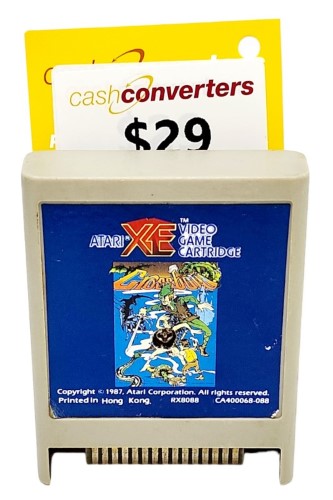 cashconverters
$29
ATARI XE™ VIDEO
GAME
CARTRIDGE
Copyright © 1987, Atari Corporation. All rights reserved.
Printed in Hong Kong. RX8088 CA400068-088